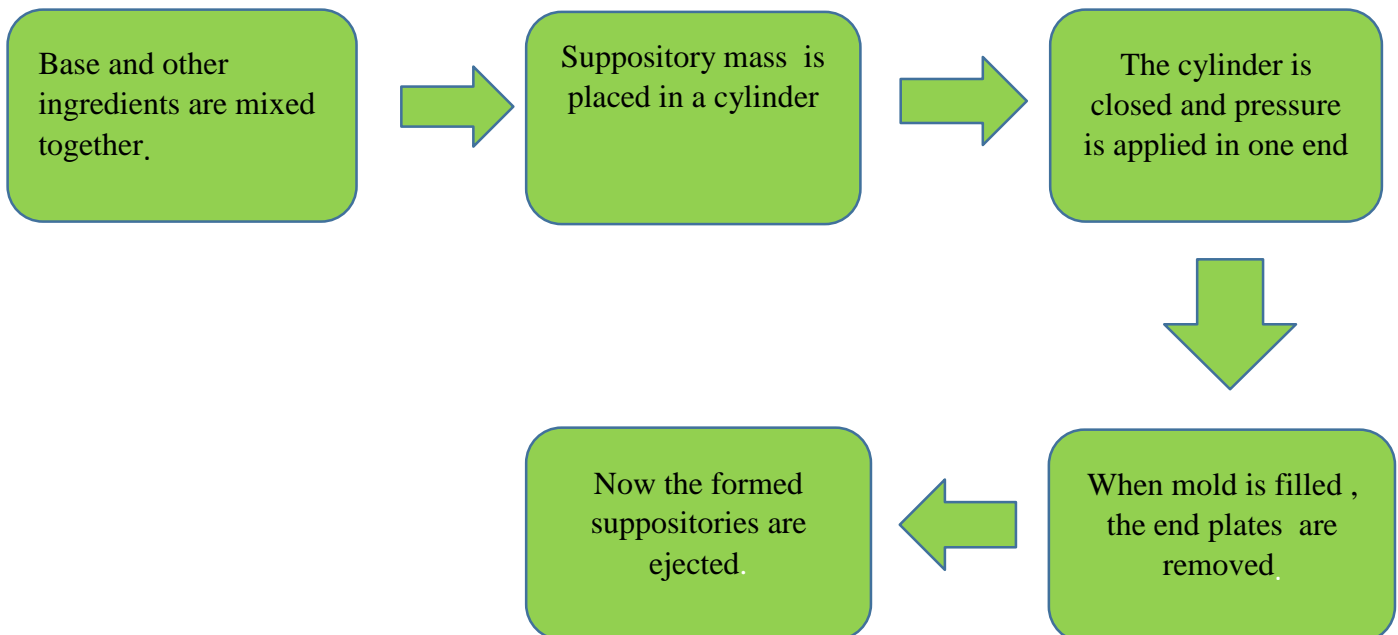 Base and other
ingredients are mixed
together.
Suppository mass is
placed in a cylinder
The cylinder is
closed and pressure
is applied in one end
When mold is filled ,
the end plates are
removed.
Now the formed
suppositories are
ejected.